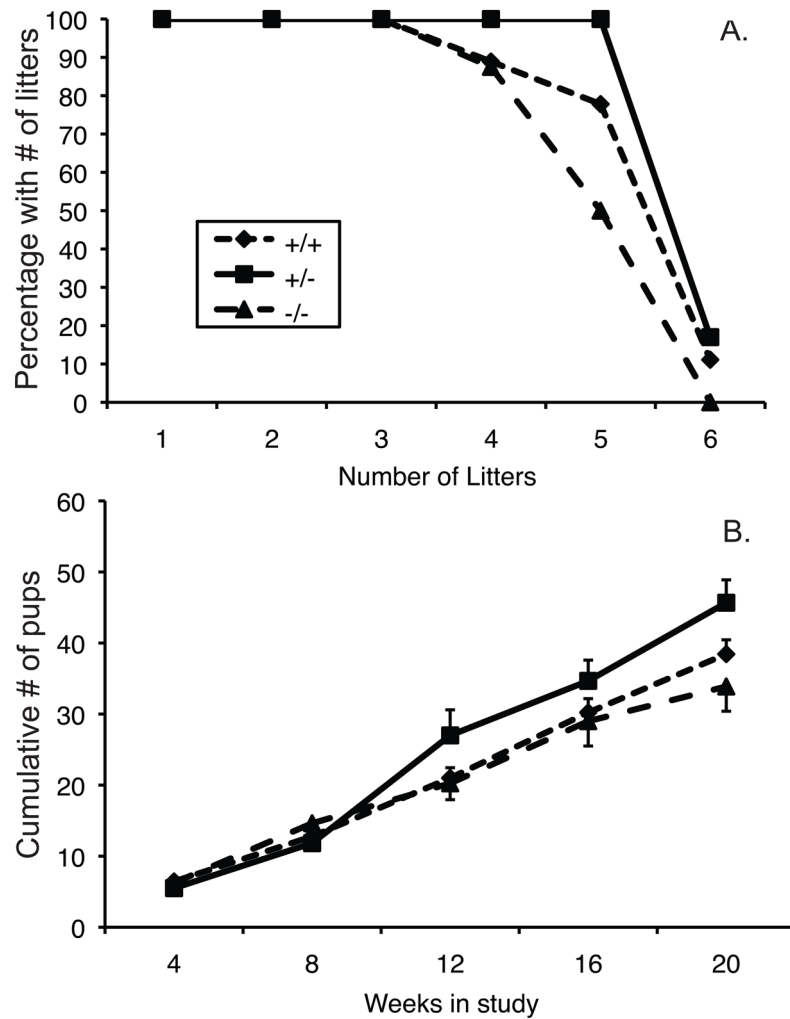 A.
Percentage with # of litters
100
90
80
70
60
50
40
30
20
10
0
+/+
+/-
-/-
1 2 3 4 5 6
Number of Litters
B.
Cumulative # of pups
60
50
40
30
20
10
0
4 8 12 16 20
Weeks in study